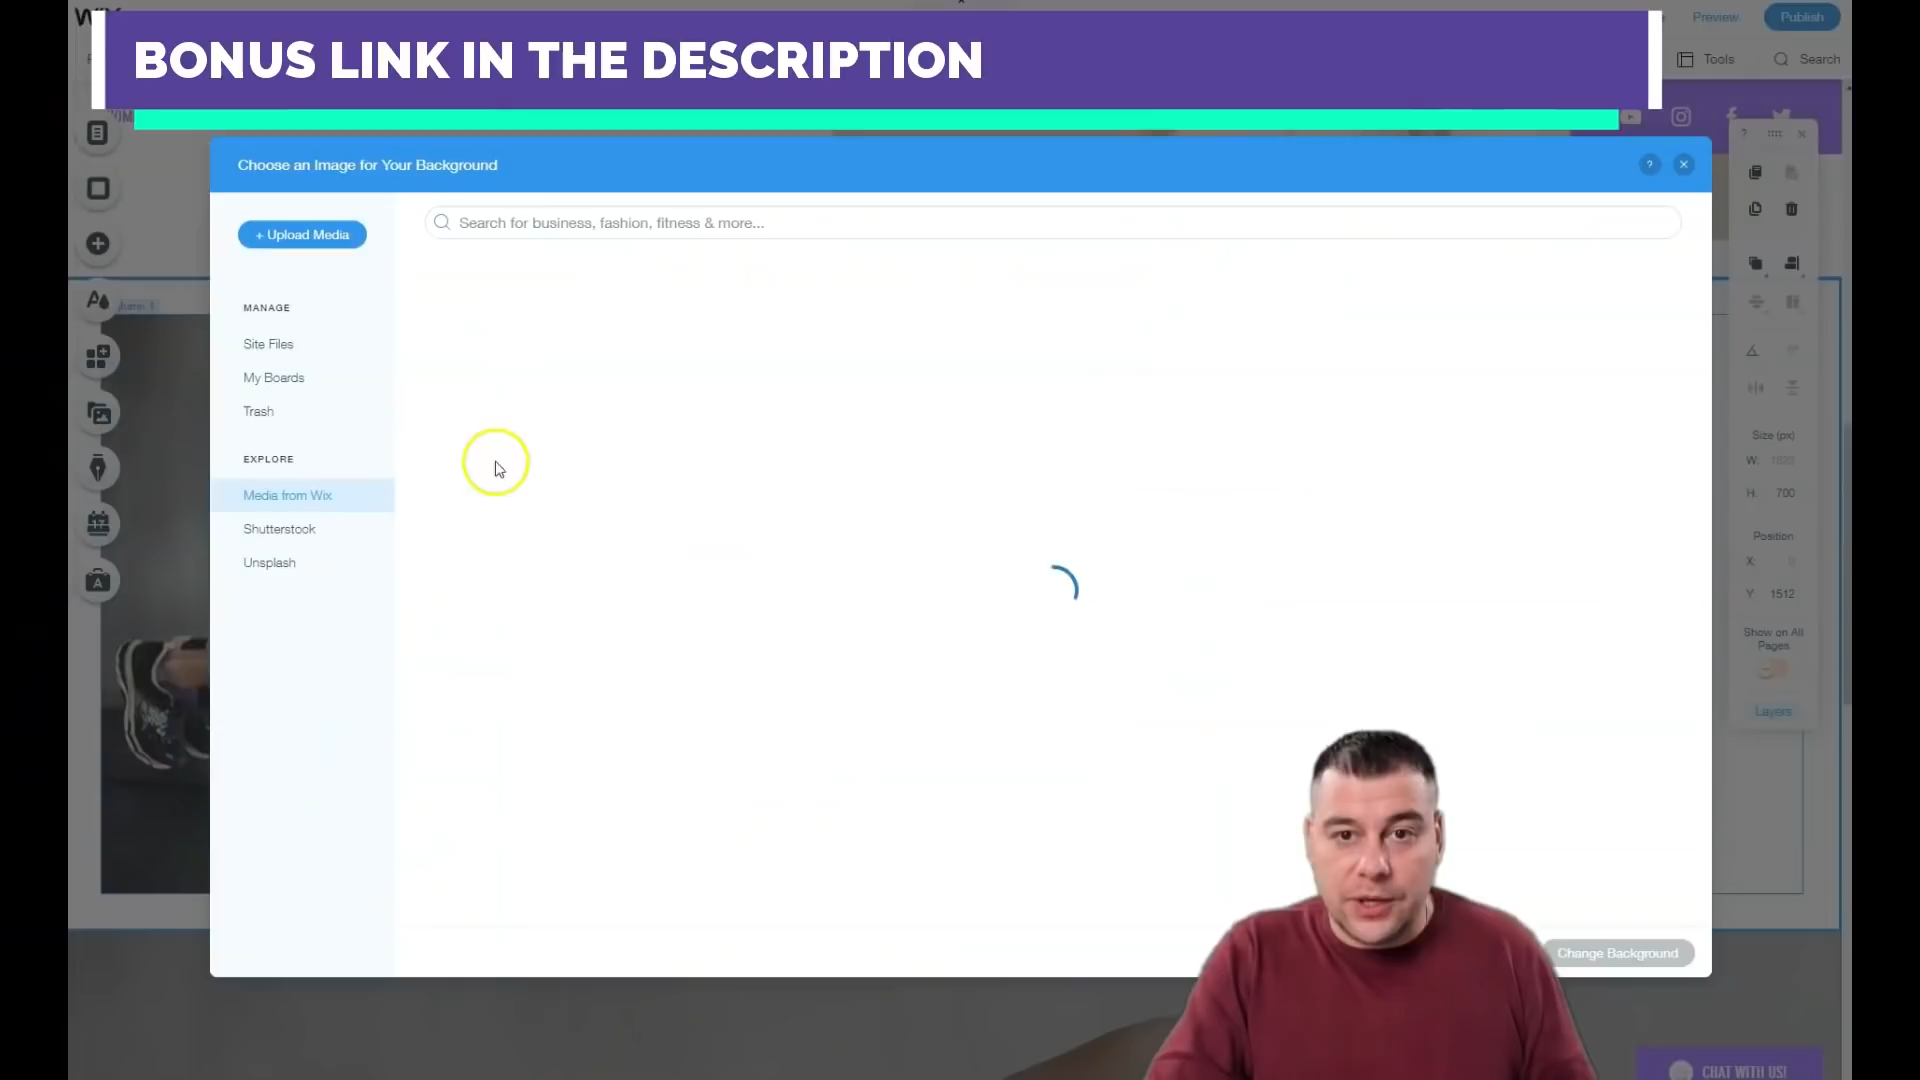 WIX
Preview
Publish
BONUS LINK IN THE DESCRIPTION
Tools
Search
Choose an Image for Your Background
?
+ Upload Media
Search for business, fashion, fitness & more...
MANAGE
Site Files
My Boards
Trash
EXPLORE
Media from Wix
Shutterstock
Unsplash
17
A
Size (px)
W:
H: 700
Position
X:
Y: 1512
Show on All
Pages
Layers
Change Background
CHAT WITH US!